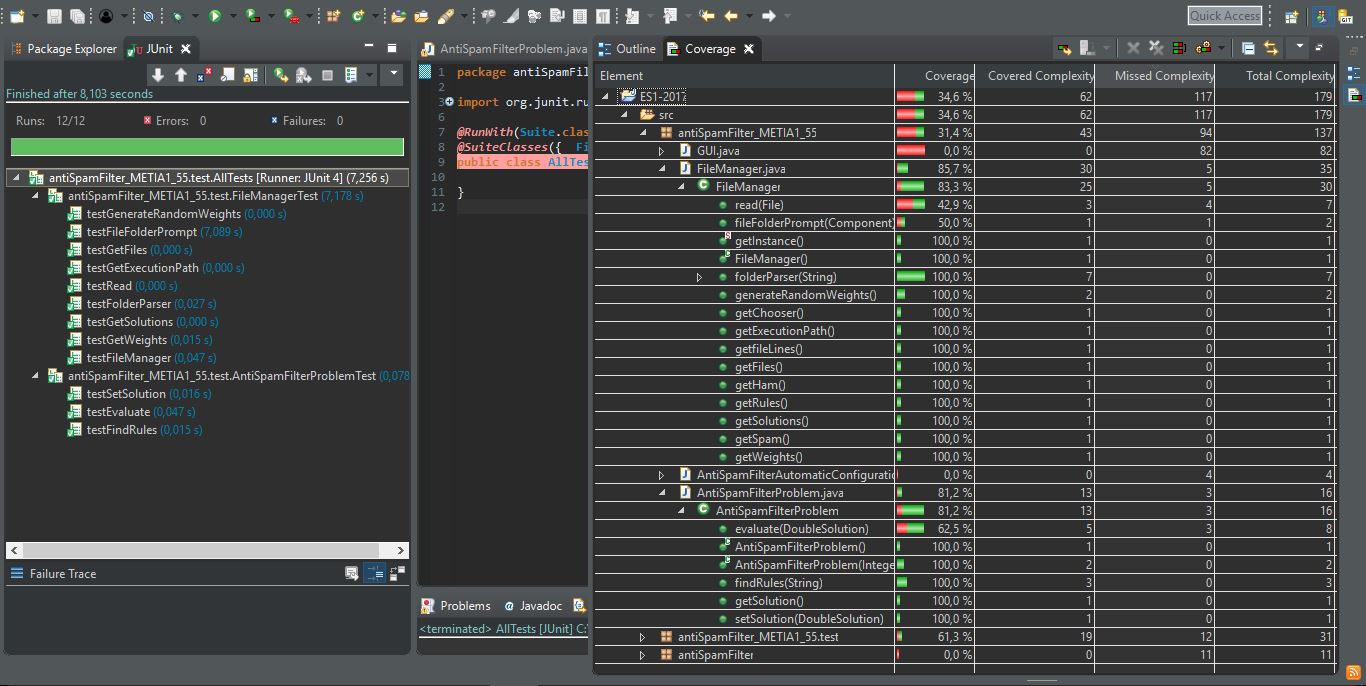 Quick Access
GIT
Package Explorer
JUnit
Finished after 8,103 seconds
Runs: 12/12
Errors: 0
Failures: 0
antiSpamFilter_METIA1_55.test.AllTests [Runner: JUnit 4] (7,256 s)
antiSpamFilter_METIA1_55.test.FileManagerTest (7,178 s)
testGenerateRandomWeights (0,000 s)
testFileFolderPrompt (7,089 s)
testGetFiles (0,000 s)
testGetExecutionPath (0,000 s)
testRead (0,000 s)
testFolderParser (0,027 s)
testGetSolutions (0,000 s)
testGetWeights (0,015 s)
testFileManager (0,047 s)
antiSpamFilter_METIA1_55.test.AntiSpamFilterProblemTest (0,078
testSetSolution (0,016 s)
testEvaluate (0,047 s)
testFindRules (0,015 s)
Failure Trace
AntiSpamFilterProblem.java
1 package antiSpamFil
2
3 import org.junit.ru
6
7 @RunWith(Suite.clas
8 @SuiteClasses({ Fi
9 public class AllTes
10
11 }
12
Problems
@ Javadoc
<terminated> AllTests [JUnit] C:
Outline
Coverage
Element Coverage Covered Complexity Missed Complexity Total Complexity
ES1-2017 34,6 % 62 117 179
src 34,6 % 62 117 179
antiSpamFilter_METIA1_55 31,4 % 43 94 137
GUI.java 0,0 % 0 82 82
FileManager.java 85,7 % 30 5 35
FileManager 83,3 % 25 5 30
read(File) 42,9 % 3 4 7
fileFolderPrompt(Component) 50,0 % 1 1 2
getInstance() 100,0 % 1 0 1
FileManager() 100,0 % 1 0 1
folderParser(String) 100,0 % 7 0 7
generateRandomWeights() 100,0 % 2 0 2
getChooser() 100,0 % 1 0 1
getExecutionPath() 100,0 % 1 0 1
getfileLines() 100,0 % 1 0 1
getFiles() 100,0 % 1 0 1
getHam() 100,0 % 1 0 1
getRules() 100,0 % 1 0 1
getSolutions() 100,0 % 1 0 1
getSpam() 100,0 % 1 0 1
getWeights() 100,0 % 1 0 1
AntiSpamFilterAutomaticConfiguratic 0,0 % 0 4 4
AntiSpamFilterProblem.java 81,2 % 13 3 16
AntiSpamFilterProblem 81,2 % 13 3 16
evaluate(DoubleSolution) 62,5 % 5 3 8
AntiSpamFilterProblem() 100,0 % 1 0 1
AntiSpamFilterProblem(Intege 100,0 % 2 0 2
findRules(String) 100,0 % 3 0 3
getSolution() 100,0 % 1 0 1
setSolution(DoubleSolution) 100,0 % 1 0 1
antiSpamFilter_METIA1_55.test 61,3 % 19 12 31
antiSpamFilter 0,0 % 0 11 11